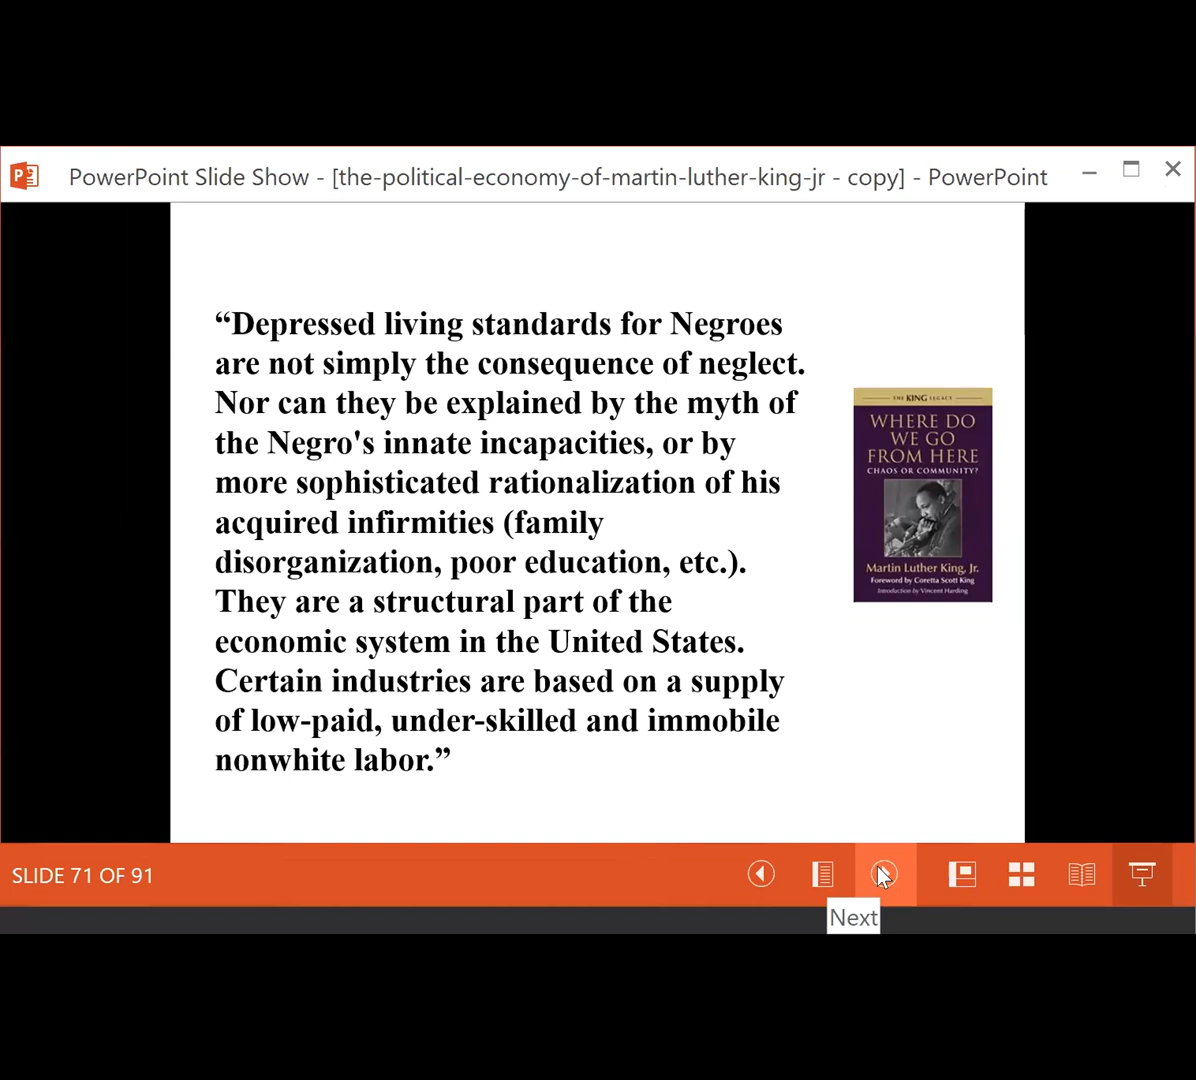 PowerPoint Slide Show - [the-political-economy-of-martin-luther-king-jr - copy] - PowerPoint
“Depressed living standards for Negroes
are not simply the consequence of neglect.
Nor can they be explained by the myth of
the Negro's innate incapacities, or by
more sophisticated rationalization of his
acquired infirmities (family
disorganization, poor education, etc.).
They are a structural part of the
economic system in the United States.
Certain industries are based on a supply
of low-paid, under-skilled and immobile
nonwhite labor.”
THE KING LEGACY
WHERE DO
WE GO
FROM HERE
CHAOS OR COMMUNITY?
Martin Luther King, Jr.
Foreword by Coretta Scott King
Introduction by Vincent Harding
SLIDE 71 OF 91
Next